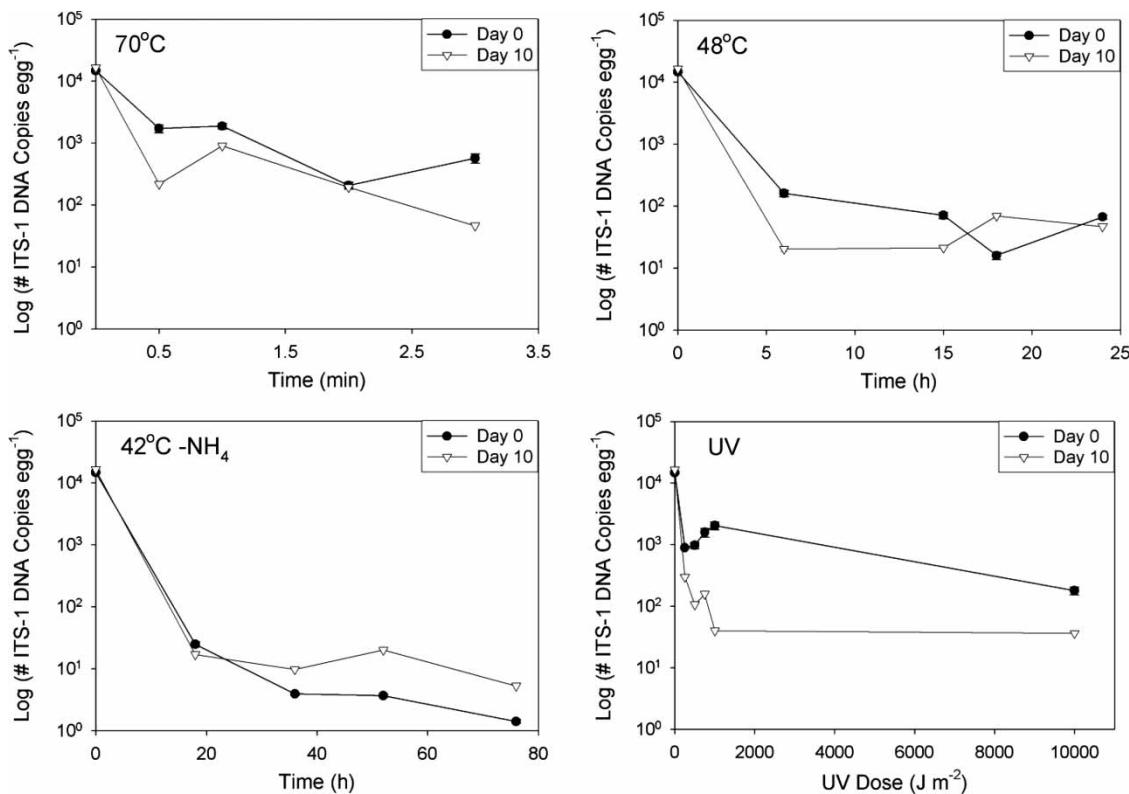 70°C
Day 0
Day 10
Log (# ITS-1 DNA Copies egg⁻¹)
10⁵
10⁴
10³
10²
10¹
10⁰
0.5 1.5 2.5 3.5
Time (min)
48°C
Day 0
Day 10
Log (# ITS-1 DNA Copies egg⁻¹)
10⁵
10⁴
10³
10²
10¹
10⁰
0 5 10 15 20 25
Time (h)
42°C -NH₄
Day 0
Day 10
Log (# ITS-1 DNA Copies egg⁻¹)
10⁵
10⁴
10³
10²
10¹
10⁰
0 20 40 60 80
Time (h)
UV
Day 0
Day 10
Log (# ITS-1 DNA Copies egg⁻¹)
10⁵
10⁴
10³
10²
10¹
10⁰
0 2000 4000 6000 8000 10000
UV Dose (J m⁻²)